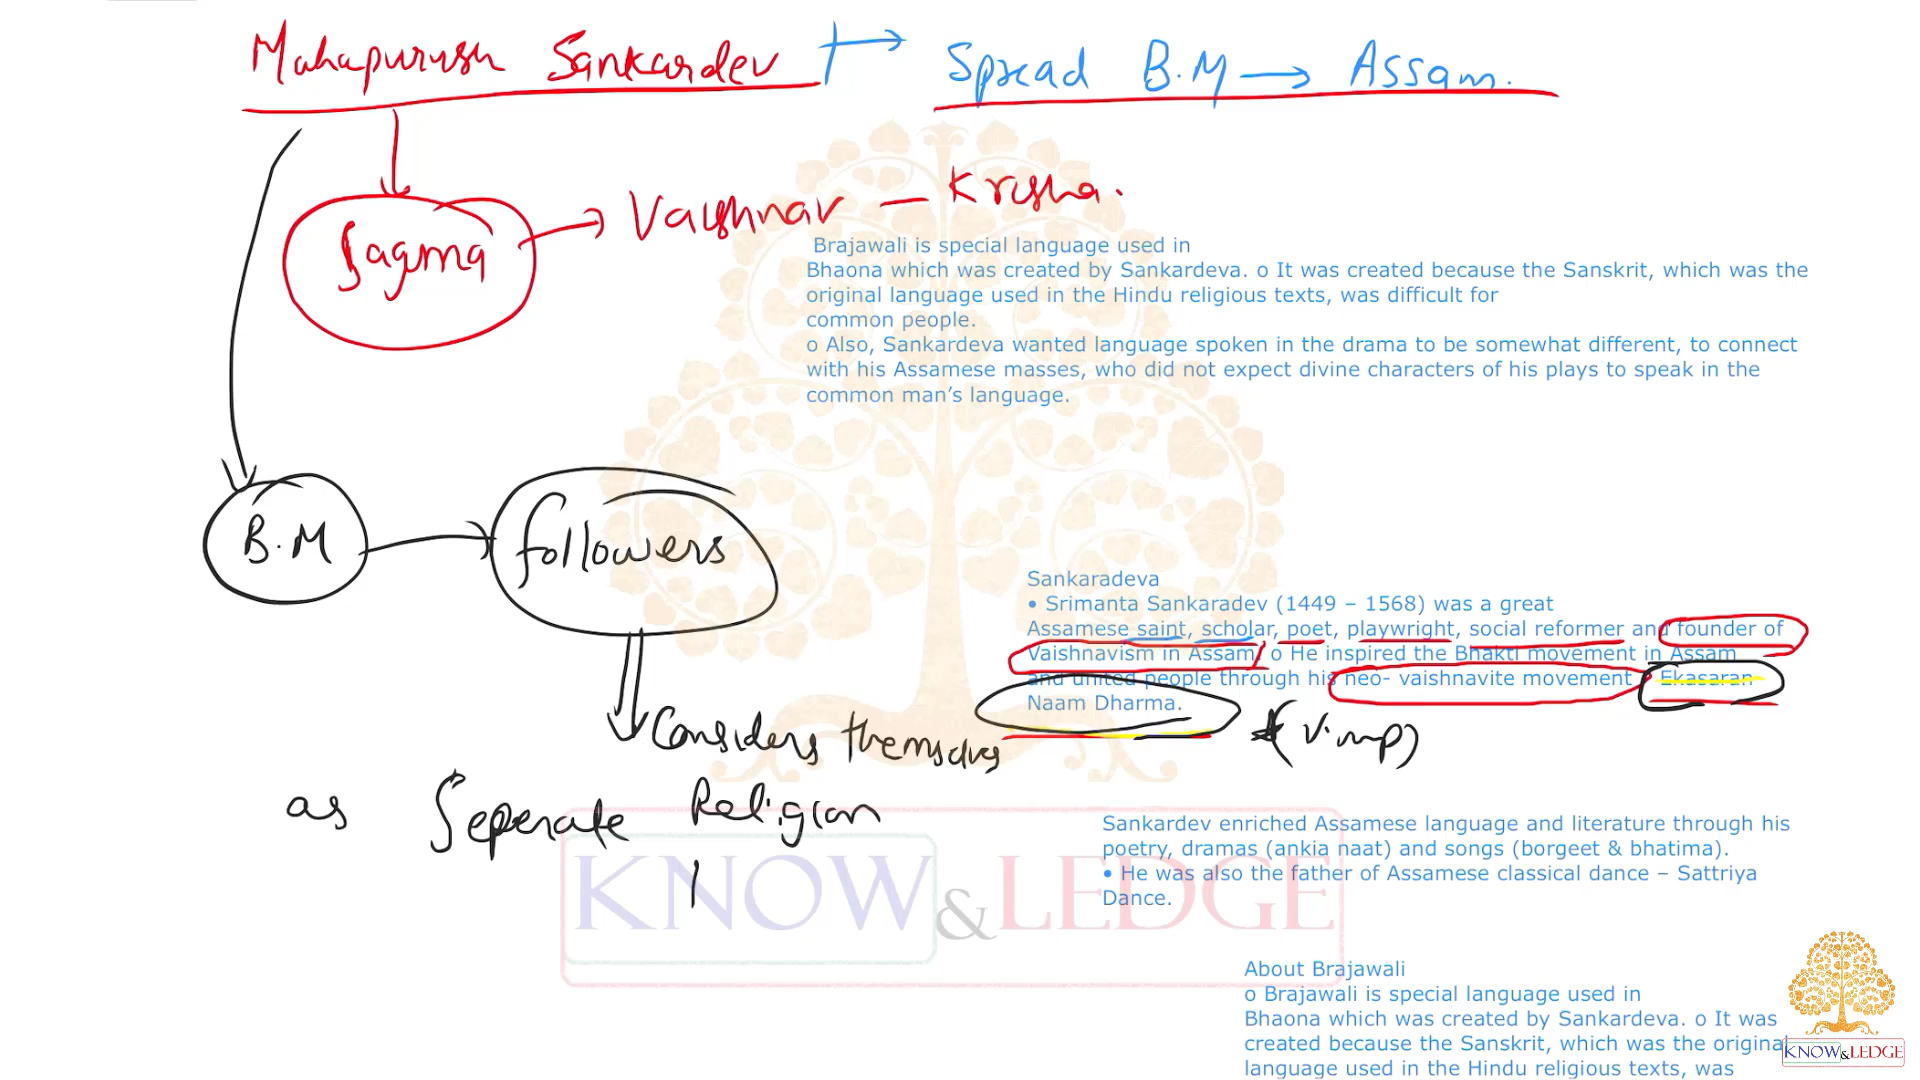 Mahapurush Sankardev → Spread B.M → Assam.
Sagma → Vaishnav – Krisha.
Brajawali is special language used in
Bhaona which was created by Sankardeva. o It was created because the Sanskrit, which was the
original language used in the Hindu religious texts, was difficult for
common people.
o Also, Sankardeva wanted language spoken in the drama to be somewhat different, to connect
with his Assamese masses, who did not expect divine characters of his plays to speak in the
common man's language.
B.M → followers
Sankaradeva
• Srimanta Sankaradev (1449 – 1568) was a great
Assamese saint, scholar, poet, playwright, social reformer and founder of
Vaishnavism in Assam. o He inspired the Bhakti movement in Assam
and united people through his neo- vaishnavite movement Ekasaran
Naam Dharma.
(V.imp)
Considers themselves
as Seperate Religion
Sankardev enriched Assamese language and literature through his
poetry, dramas (ankia naat) and songs (borgeet & bhatima).
• He was also the father of Assamese classical dance – Sattriya
Dance.
KNOW&LEDGE
About Brajawali
o Brajawali is special language used in
Bhaona which was created by Sankardeva. o It was
created because the Sanskrit, which was the original
language used in the Hindu religious texts, was
KNOW&LEDGE